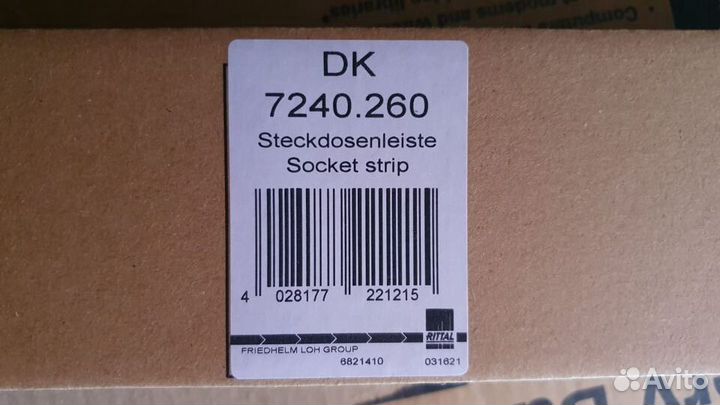 DK
7240.260
Steckdosenleiste
Socket strip
4 028177 221215
RITTAL
FRIEDHELM LOH GROUP
6821410 031621
Avito